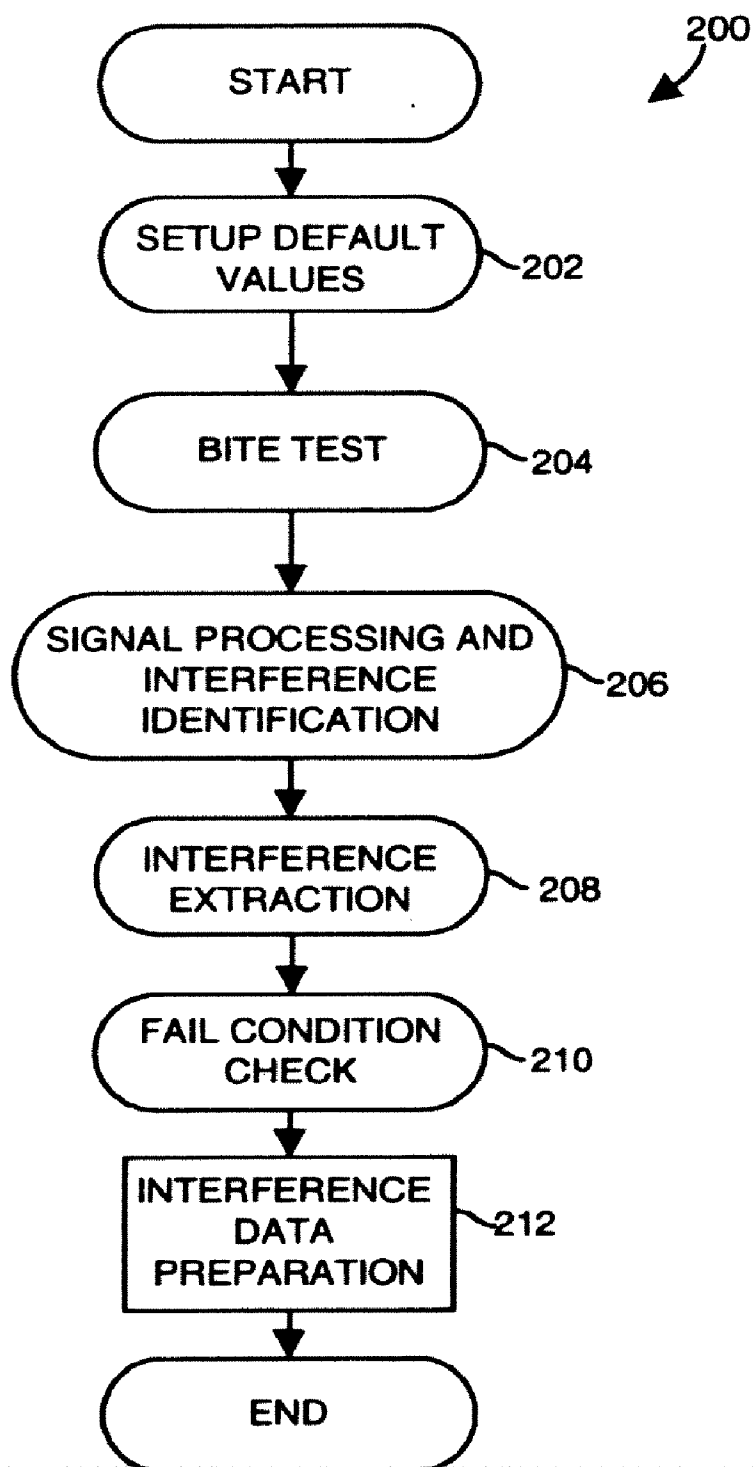 200
START
SETUP DEFAULT
VALUES
202
BITE TEST
204
SIGNAL PROCESSING AND
INTERFERENCE
IDENTIFICATION
206
INTERFERENCE
EXTRACTION
208
FAIL CONDITION
CHECK
210
INTERFERENCE
DATA
PREPARATION
212
END